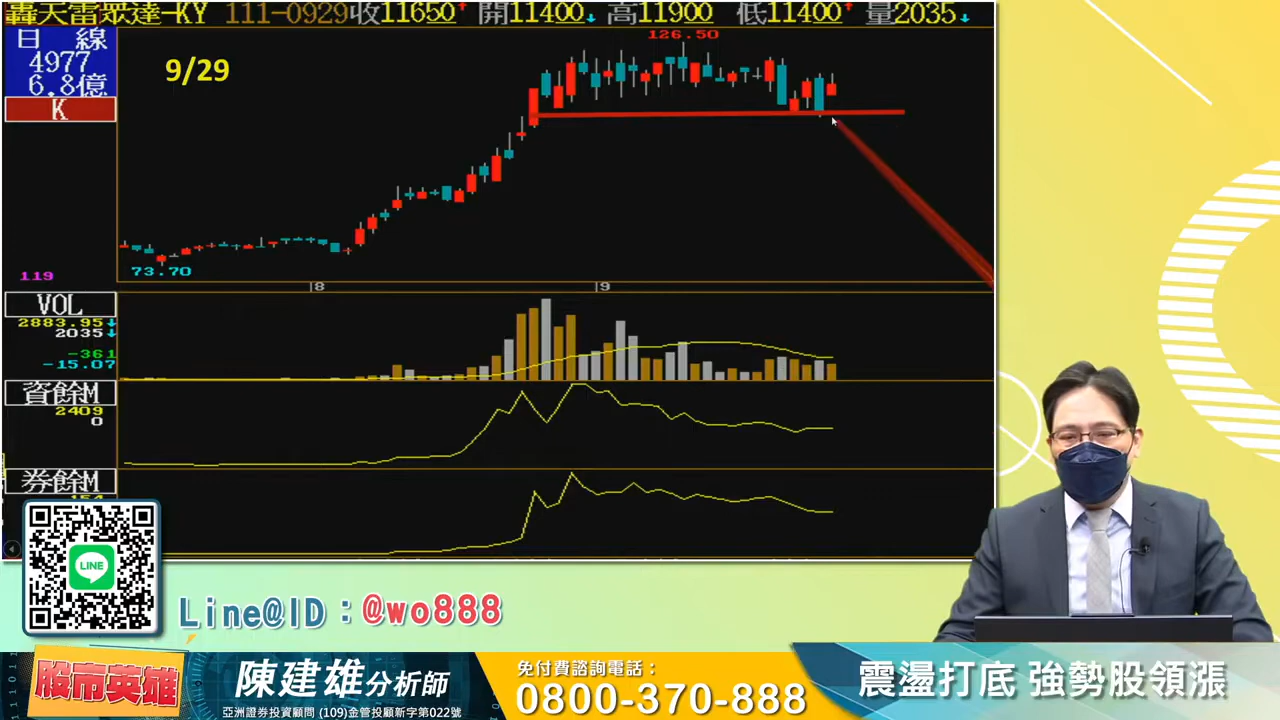 轟天雷眾達-KY 111-0929收11650↑ 開11400↓ 高11900 低11400↑ 量2035↓
日 線
4977
6.8億
K
9/29
126.50
73.70
119
8
9
VOL
2883.95↓
2035↓
-361
-15.07
資餘M
2409
0
券餘M
LINE
Line@ID：@wo888
股市英雄
陳建雄分析師
亞洲證券投資顧問 (109)金管投顧新字第022號
免付費諮詢電話：
0800-370-888
震盪打底 強勢股領漲